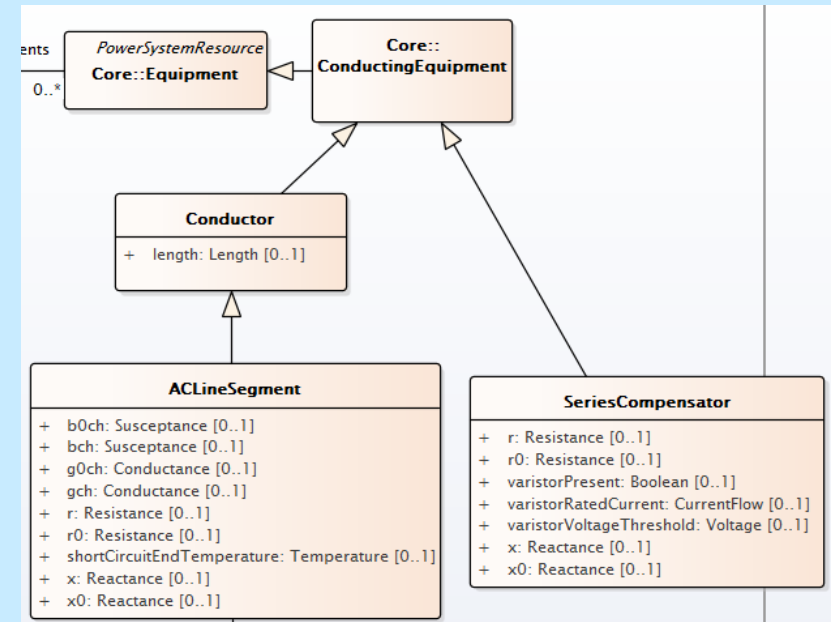 ents
0..*
PowerSystemResource
Core::Equipment
Core::
ConductingEquipment
Conductor
+ length: Length [0..1]
ACLineSegment
+ b0ch: Susceptance [0..1]
+ bch: Susceptance [0..1]
+ g0ch: Conductance [0..1]
+ gch: Conductance [0..1]
+ r: Resistance [0..1]
+ r0: Resistance [0..1]
+ shortCircuitEndTemperature: Temperature [0..1]
+ x: Reactance [0..1]
+ x0: Reactance [0..1]
SeriesCompensator
+ r: Resistance [0..1]
+ r0: Resistance [0..1]
+ varistorPresent: Boolean [0..1]
+ varistorRatedCurrent: CurrentFlow [0..1]
+ varistorVoltageThreshold: Voltage [0..1]
+ x: Reactance [0..1]
+ x0: Reactance [0..1]